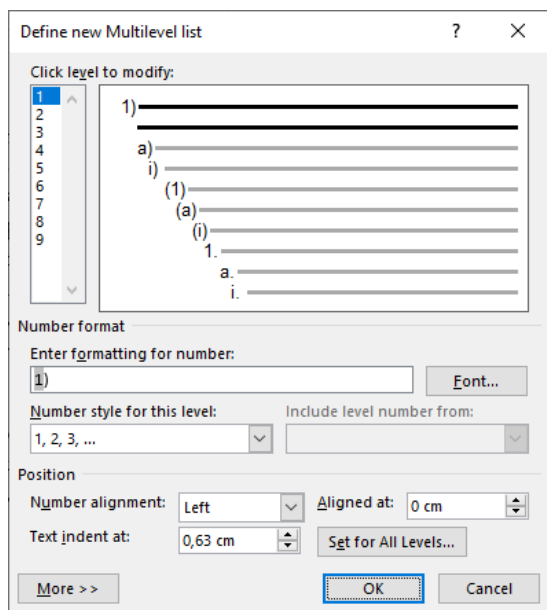 Define new Multilevel list ?
Click level to modify:
1
2
3
4
5
6
7
8
9
1)
a)
i)
(1)
(a)
(i)
1.
a.
i.
Number format
Enter formatting for number:
1)
Font...
Number style for this level: Include level number from:
1, 2, 3, ...
Position
Number alignment: Left Aligned at: 0 cm
Text indent at: 0,63 cm Set for All Levels...
More >> OK Cancel